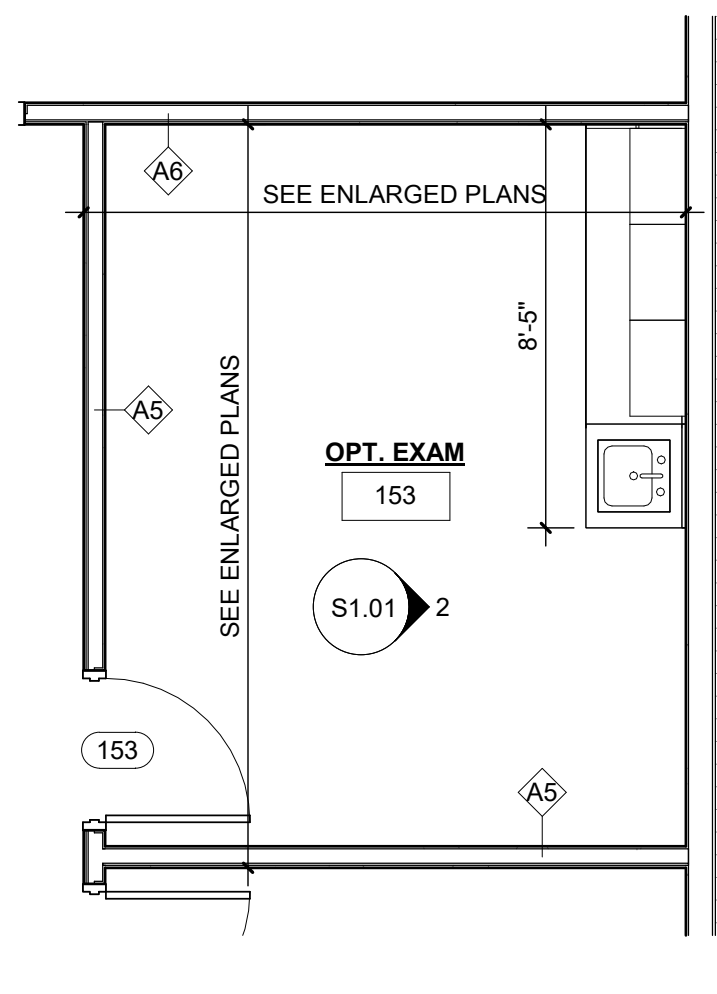 A6
SEE ENLARGED PLANS
8'-5"
SEE ENLARGED PLANS
A5
OPT. EXAM
153
S1.01
2
153
A5